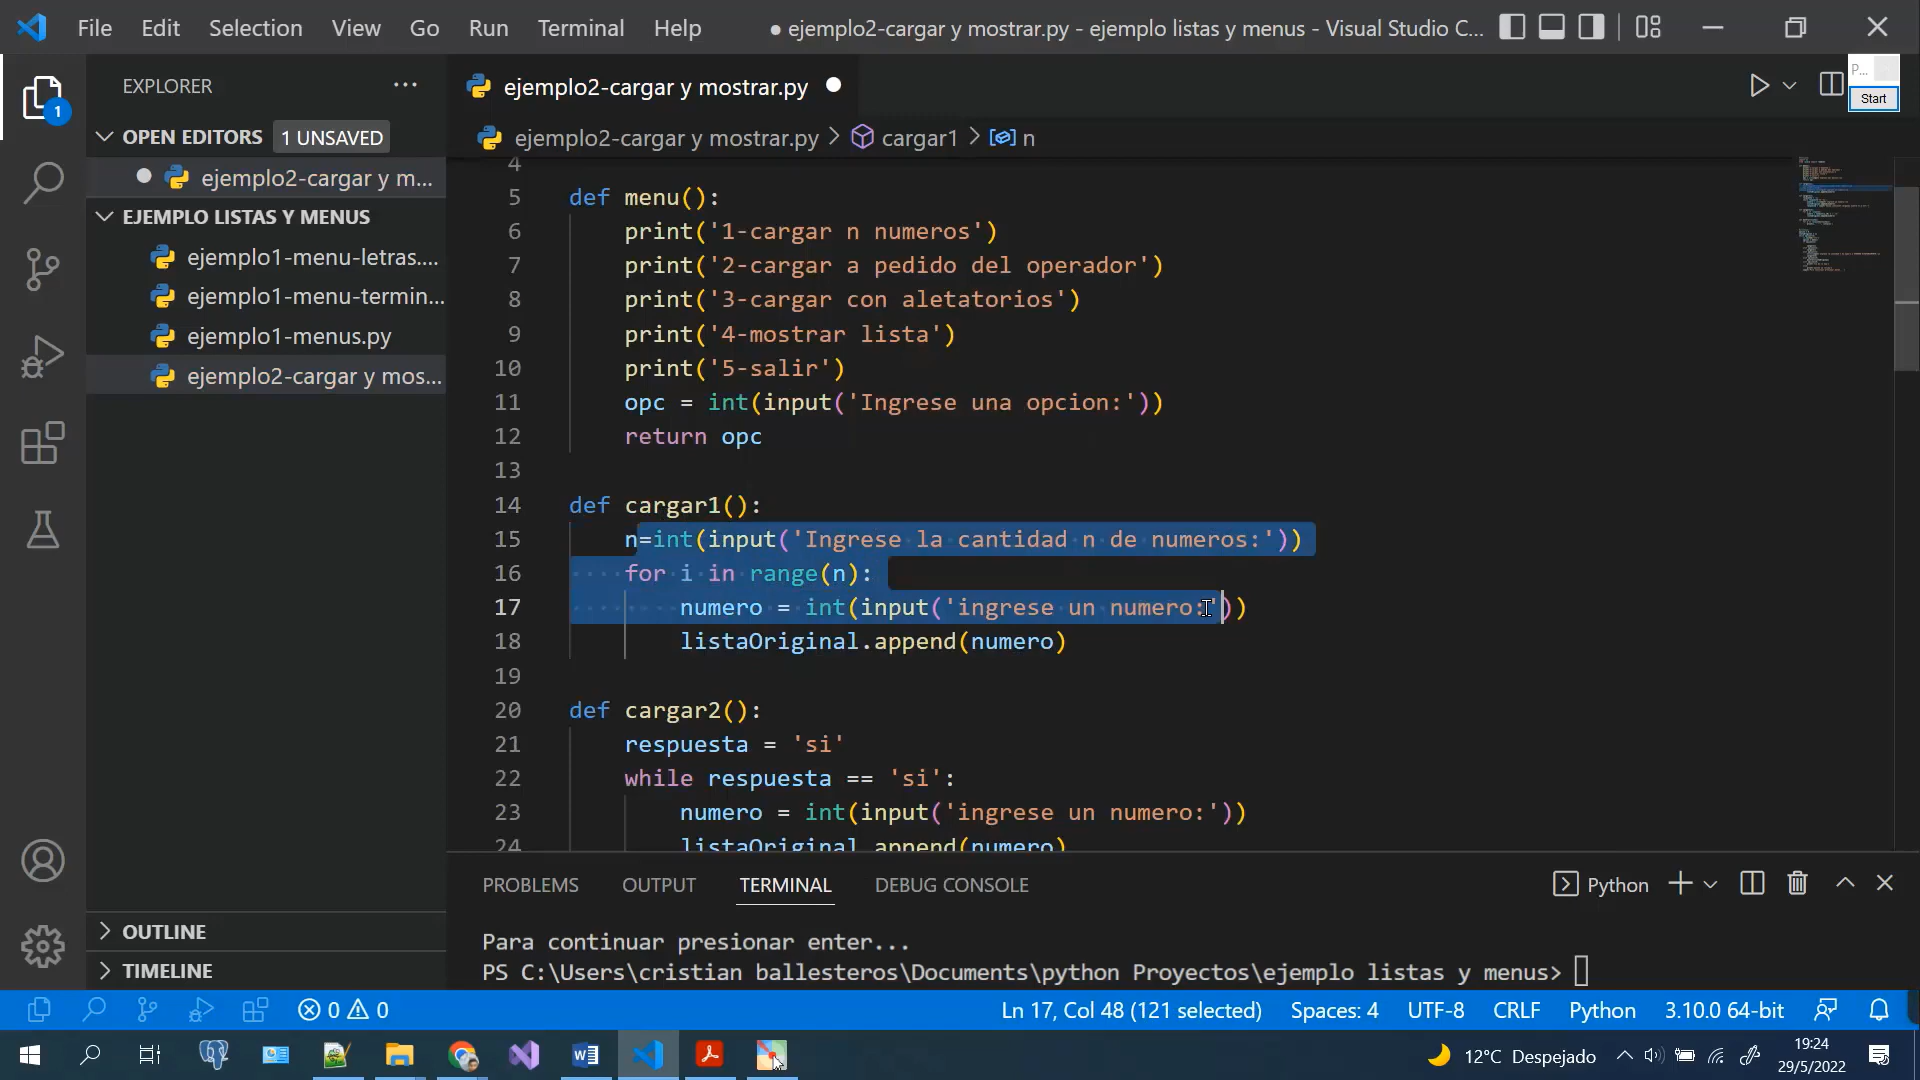 File Edit Selection View Go Run Terminal Help ● ejemplo2-cargar y mostrar.py - ejemplo listas y menus - Visual Studio C...
EXPLORER ···
ejemplo2-cargar y mostrar.py
P...
Start
OPEN EDITORS 1 UNSAVED
ejemplo2-cargar y m...
EJEMPLO LISTAS Y MENUS
ejemplo1-menu-letras....
ejemplo1-menu-termin...
ejemplo1-menus.py
ejemplo2-cargar y mos...
OUTLINE
TIMELINE
1
ejemplo2-cargar y mostrar.py > cargar1 > n
4
5 def menu():
6 print('1-cargar n numeros')
7 print('2-cargar a pedido del operador')
8 print('3-cargar con aletatorios')
9 print('4-mostrar lista')
10 print('5-salir')
11 opc = int(input('Ingrese una opcion:'))
12 return opc
13
14 def cargar1():
15 n=int(input('Ingrese la cantidad n de numeros:'))
16 for i in range(n):
17 numero = int(input('ingrese un numero:'))
18 listaOriginal.append(numero)
19
20 def cargar2():
21 respuesta = 'si'
22 while respuesta == 'si':
23 numero = int(input('ingrese un numero:'))
24 listaOriginal.append(numero)
PROBLEMS OUTPUT TERMINAL DEBUG CONSOLE Python
Para continuar presionar enter...
PS C:\Users\cristian ballesteros\Documents\python Proyectos\ejemplo listas y menus>
0 0 Ln 17, Col 48 (121 selected) Spaces: 4 UTF-8 CRLF Python 3.10.0 64-bit
12°C Despejado
19:24
29/5/2022